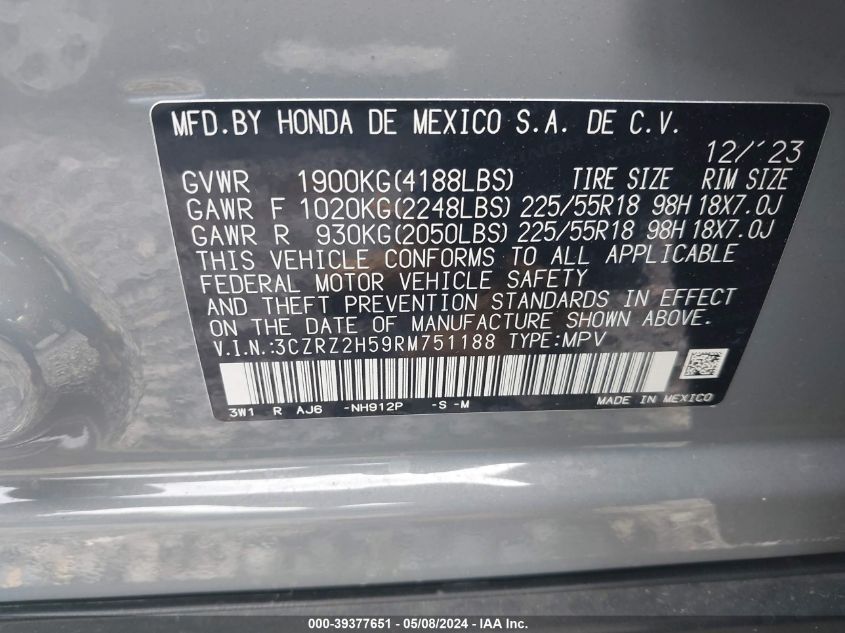 MFD.BY HONDA DE MEXICO S.A. DE C.V.
12/'23
GVWR 1900KG(4188LBS) TIRE SIZE RIM SIZE
GAWR F 1020KG(2248LBS) 225/55R18 98H 18X7.0J
GAWR R 930KG(2050LBS) 225/55R18 98H 18X7.0J
THIS VEHICLE CONFORMS TO ALL APPLICABLE
FEDERAL MOTOR VEHICLE SAFETY
AND THEFT PREVENTION STANDARDS IN EFFECT
ON THE DATE OF MANUFACTURE SHOWN ABOVE.
V.I.N.:3CZRZ2H59RM751188 TYPE:MPV
3W1 R AJ6 -NH912P -S -M MADE IN MEXICO
000-39377651 - 05/08/2024 - IAA Inc.